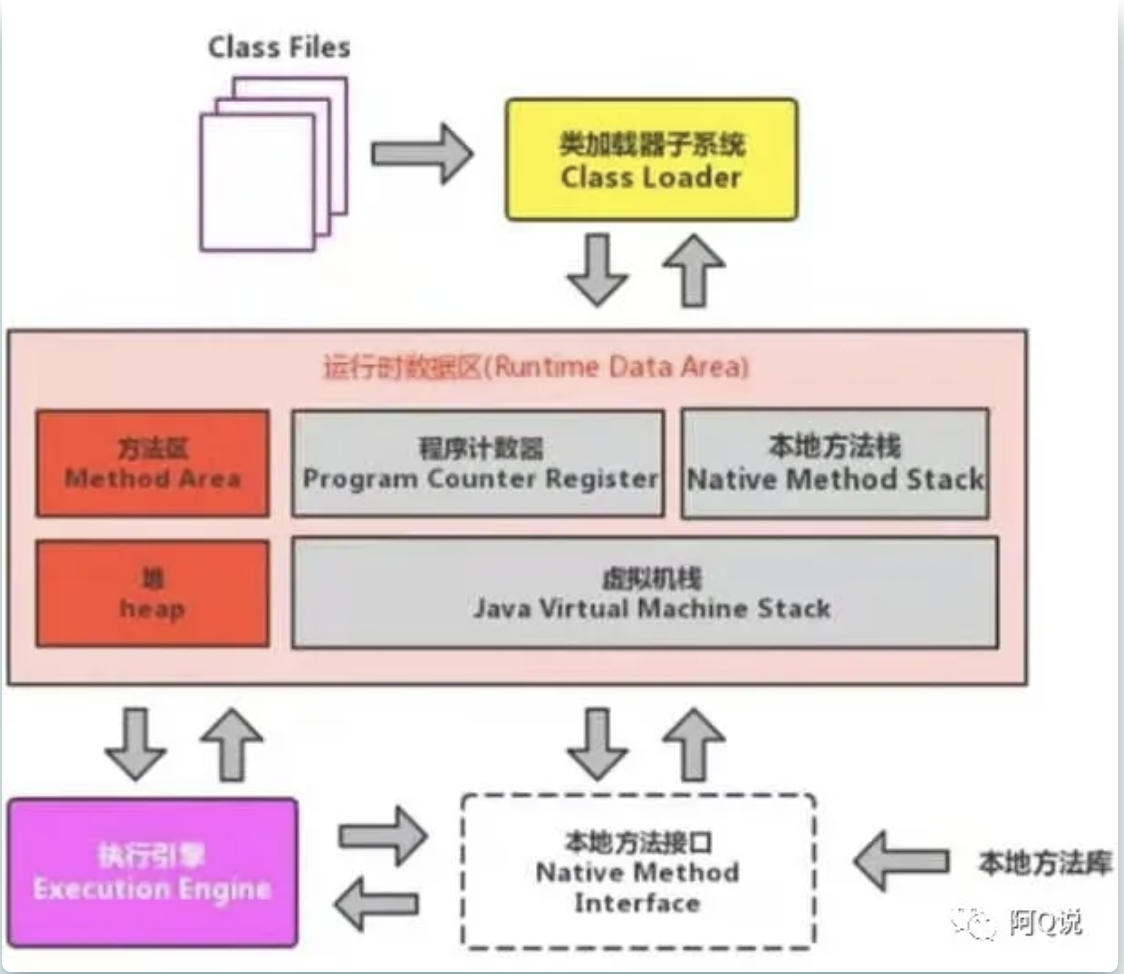 Class Files
类加载器子系统
Class Loader
运行时数据区(Runtime Data Area)
方法区
Method Area
程序计数器
Program Counter Register
本地方法栈
Native Method Stack
堆
heap
虚拟机栈
Java Virtual Machine Stack
执行引擎
Execution Engine
本地方法接口
Native Method
Interface
本地方法库
阿Q说